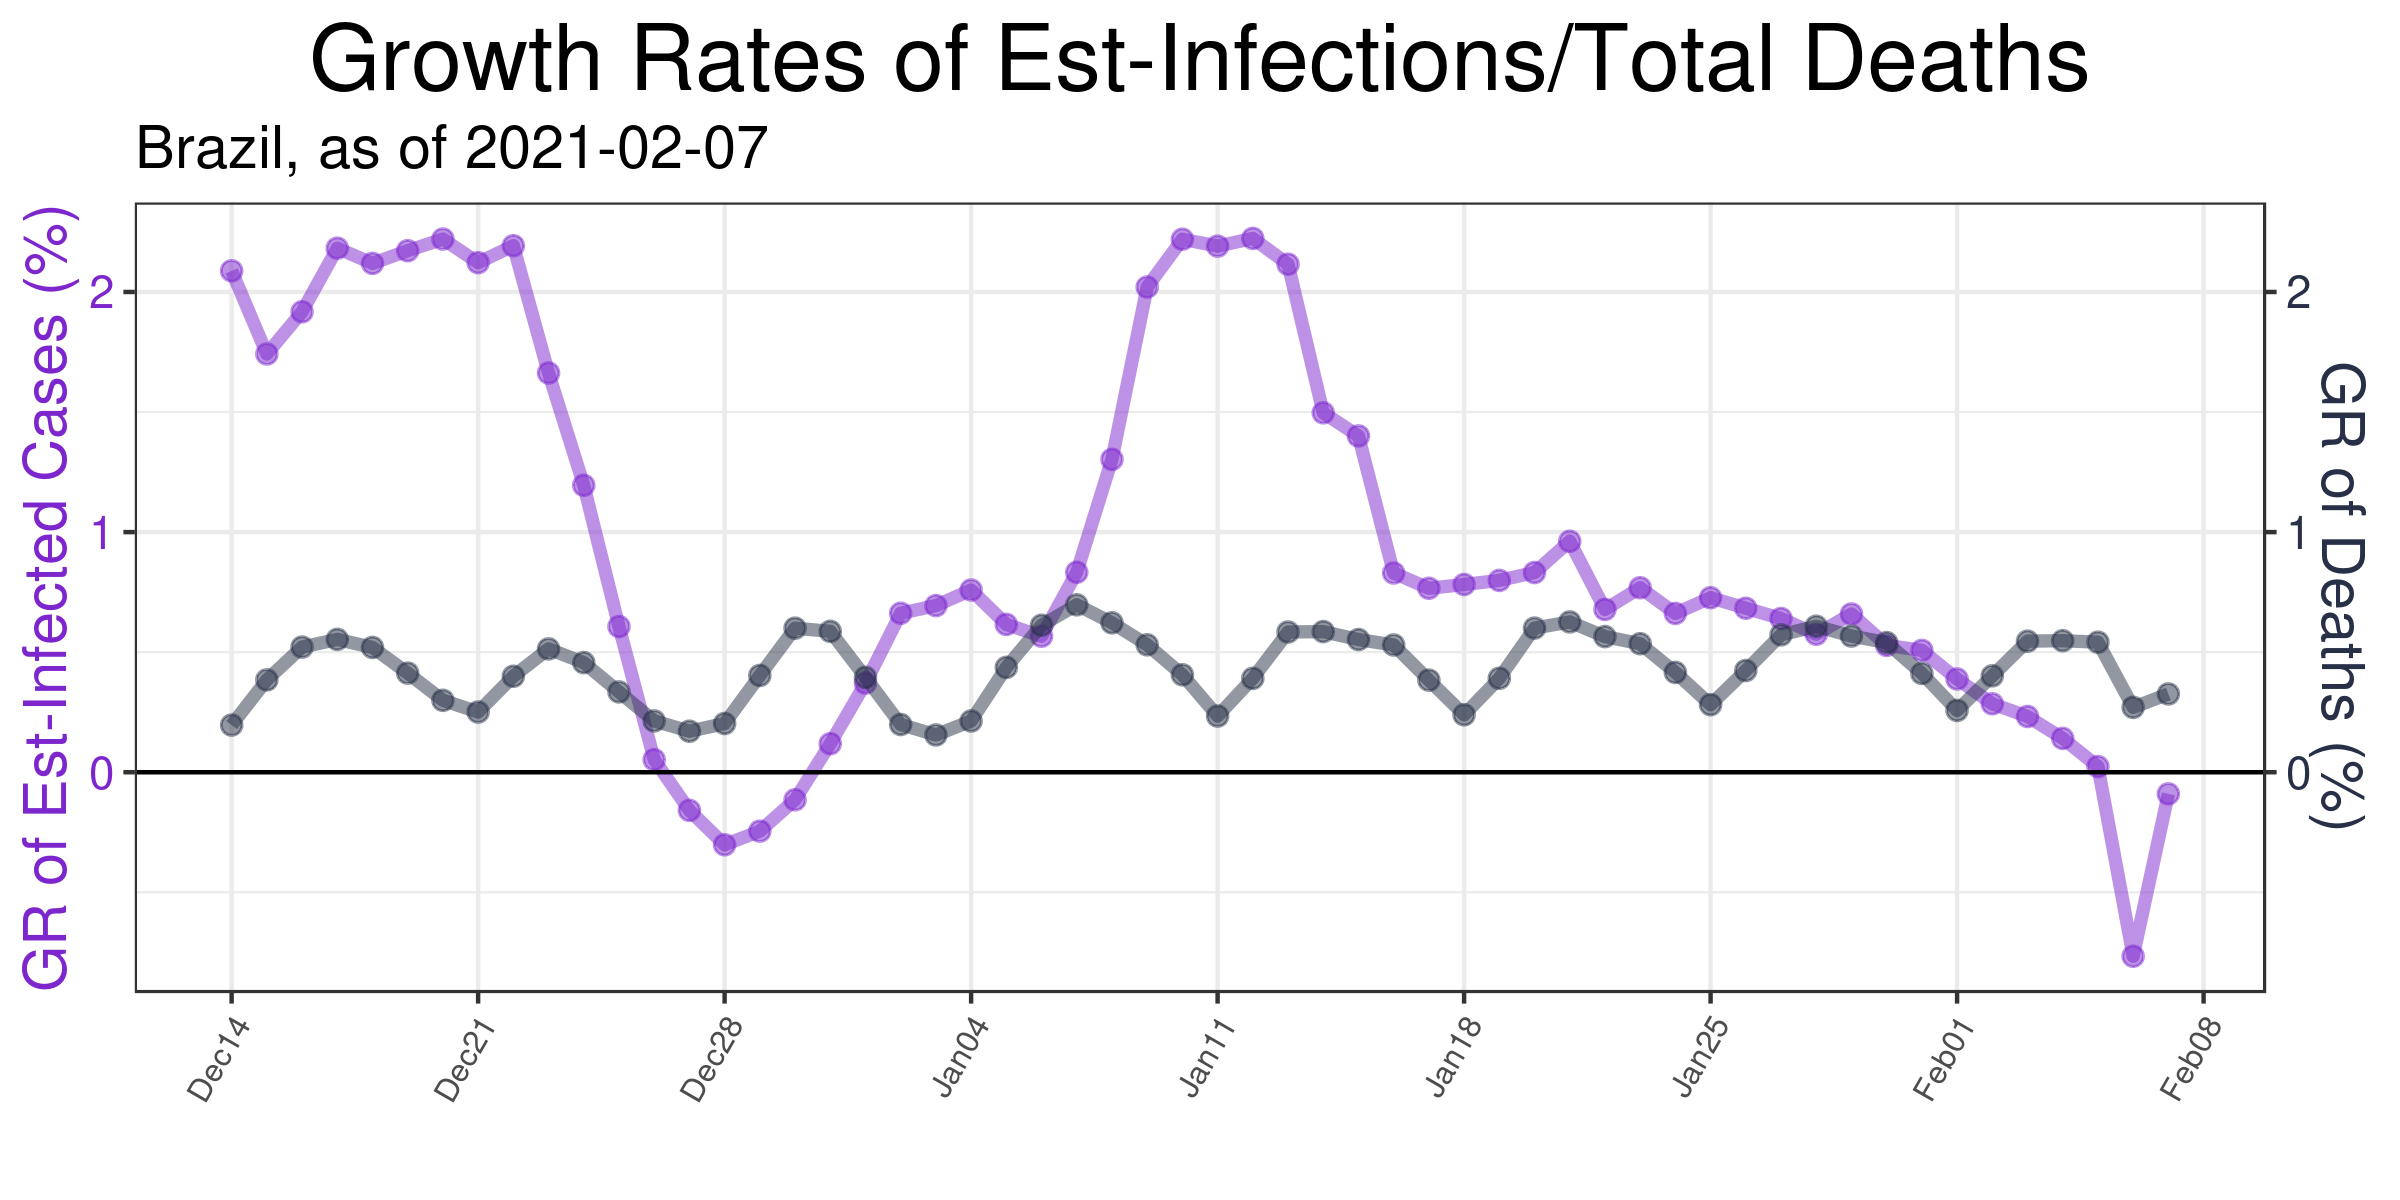 Growth Rates of Est-Infections/Total Deaths
Brazil, as of 2021-02-07
GR of Est-Infected Cases (%)
2
1
0
2
1
0
GR of Deaths (%)
Dec14
Dec21
Dec28
Jan04
Jan11
Jan18
Jan25
Feb01
Feb08